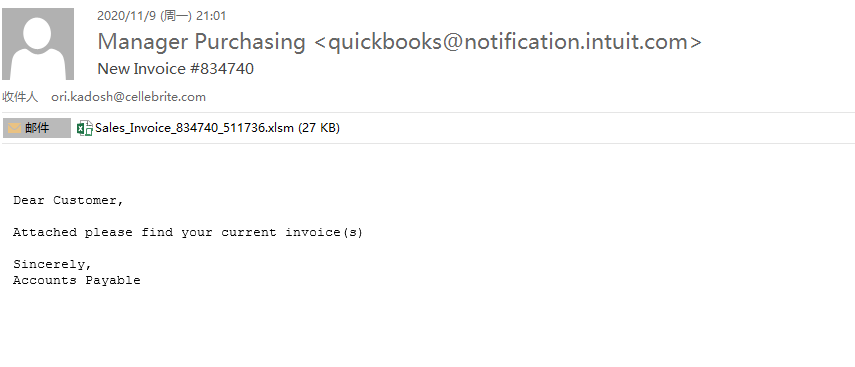 2020/11/9 (周一) 21:01
Manager Purchasing <quickbooks@notification.intuit.com>
New Invoice #834740
收件人 ori.kadosh@cellebrite.com
邮件 Sales_Invoice_834740_511736.xlsm (27 KB)
Dear Customer,
Attached please find your current invoice(s)
Sincerely,
Accounts Payable